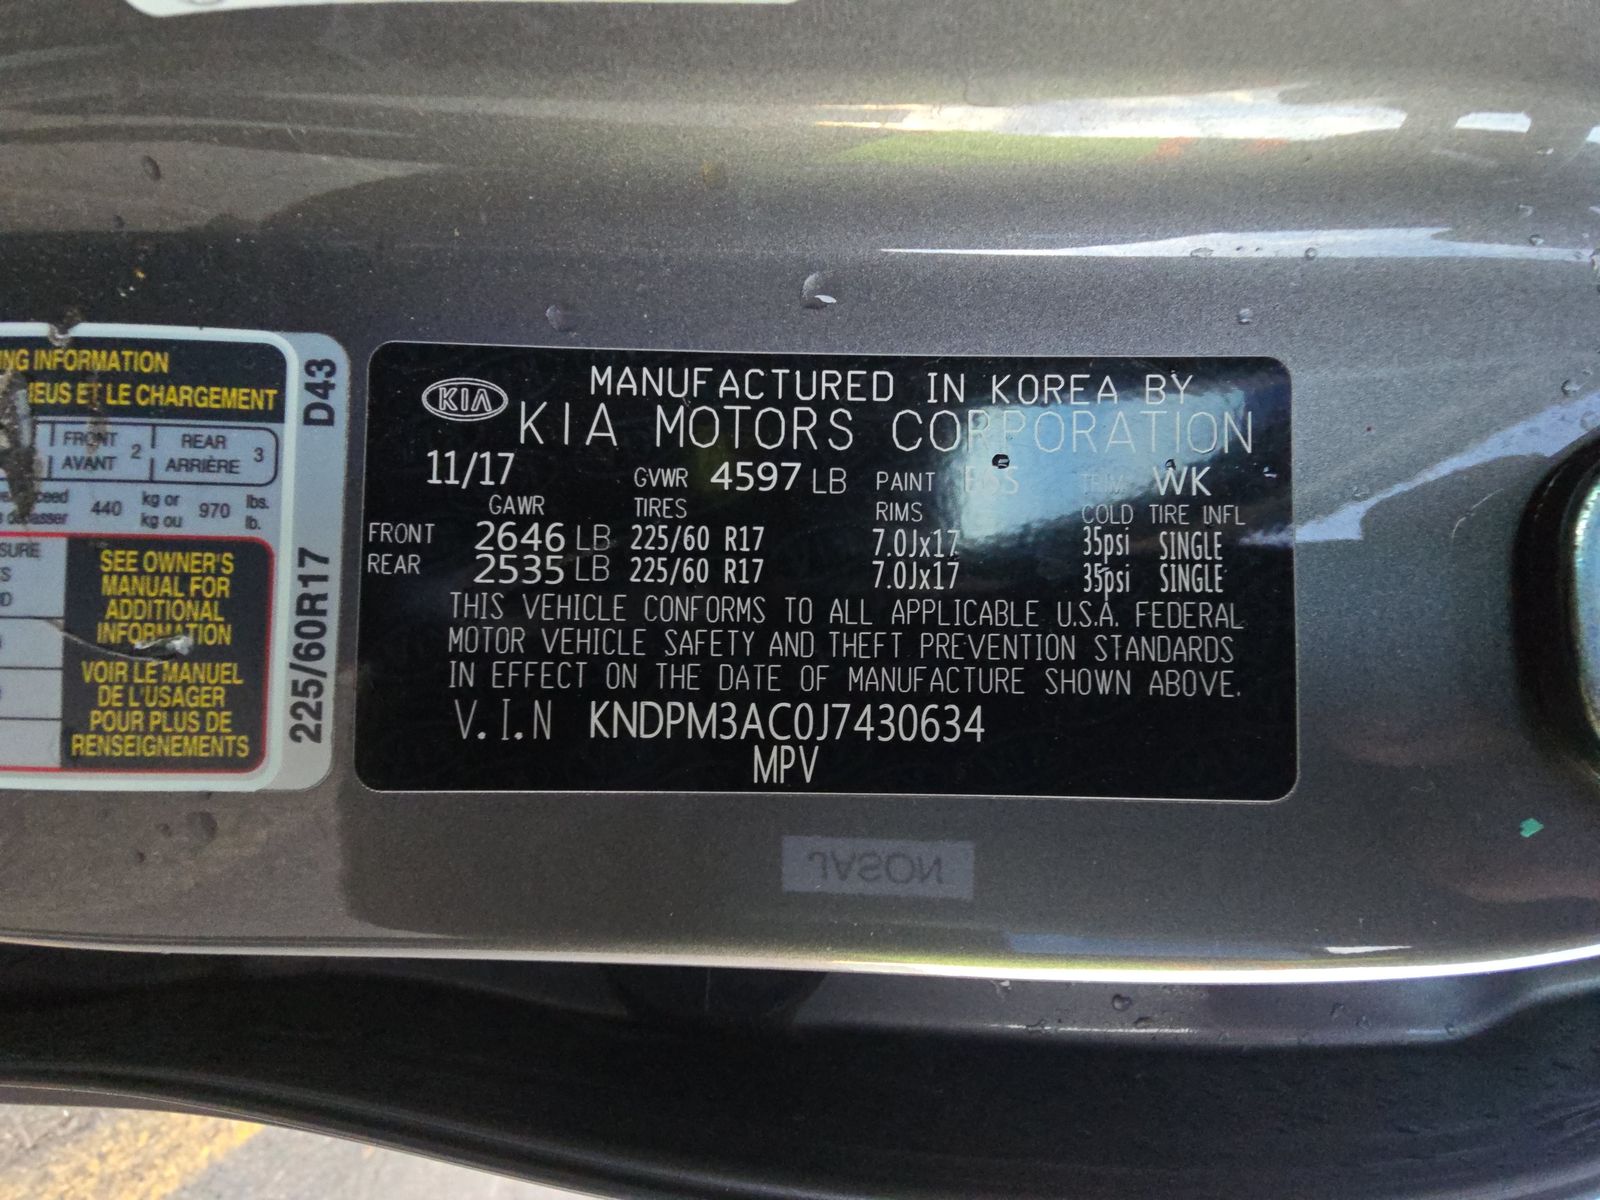 ING INFORMATION
IEUS ET LE CHARGEMENT
FRONT
AVANT 2
REAR
ARRIÈRE 3
440 kg or
kg ou 970 lbs.
lb.
SEE OWNER'S
MANUAL FOR
ADDITIONAL
INFORMATION
VOIR LE MANUEL
DE L'USAGER
POUR PLUS DE
RENSEIGNEMENTS
225/60R17 D43
KIA
MANUFACTURED IN KOREA BY
KIA MOTORS CORPORATION
11/17 GVWR 4597 LB PAINT TRIM WK
GAWR TIRES RIMS COLD TIRE INFL
FRONT 2646 LB 225/60 R17 7.0Jx17 35psi SINGLE
REAR 2535 LB 225/60 R17 7.0Jx17 35psi SINGLE
THIS VEHICLE CONFORMS TO ALL APPLICABLE U.S.A. FEDERAL
MOTOR VEHICLE SAFETY AND THEFT PREVENTION STANDARDS
IN EFFECT ON THE DATE OF MANUFACTURE SHOWN ABOVE.
V.I.N KNDPM3AC0J7430634
MPV
JASON